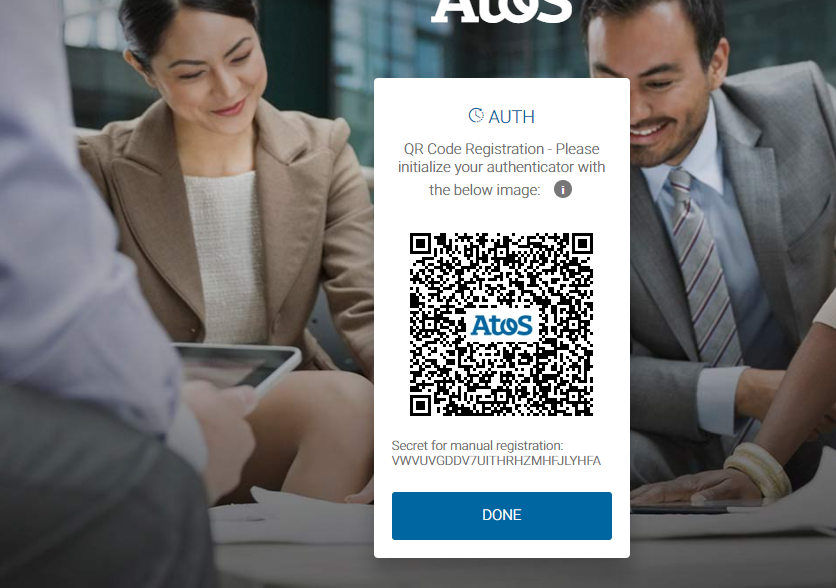 Atos
AUTH
QR Code Registration - Please
initialize your authenticator with
the below image: i
Atos
Secret for manual registration:
VWVUVGDDV7UITHRHZMHFJLYHFA
DONE